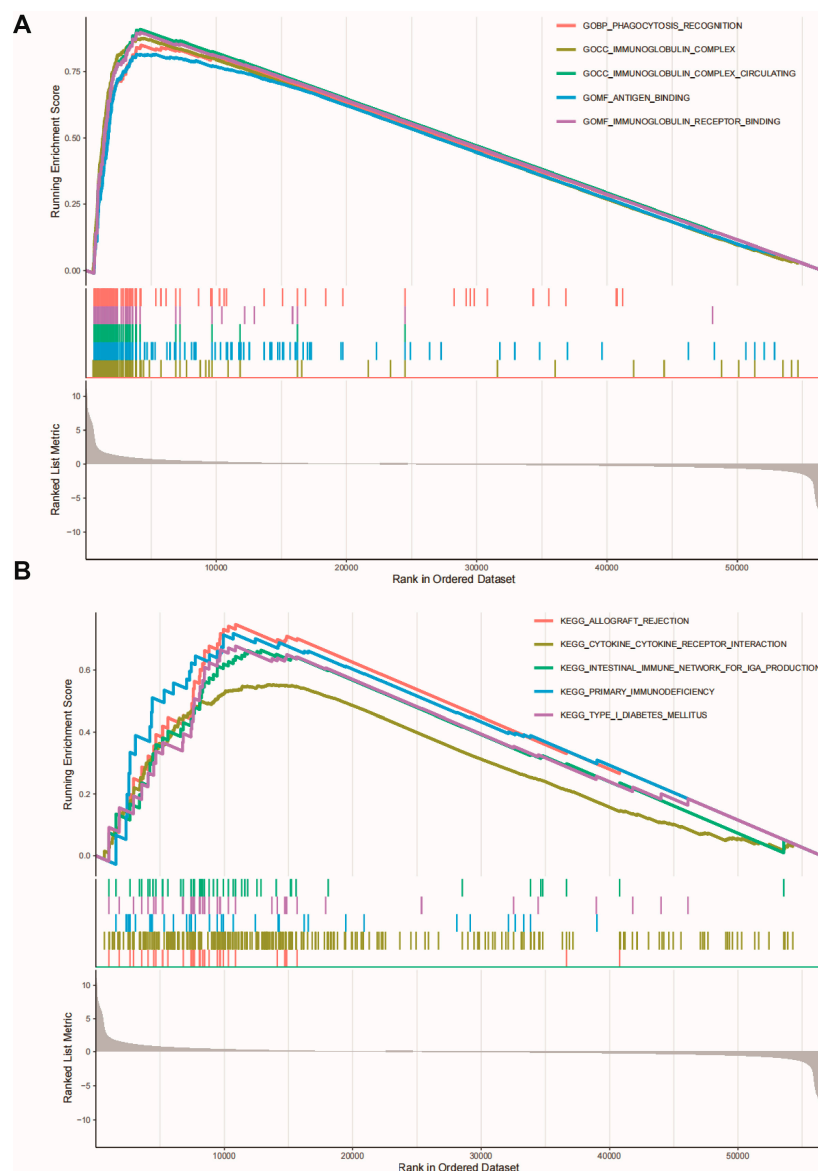 A
GOBP_PHAGOCYTOSIS_RECOGNITION
GOCC_IMMUNOGLOBULIN_COMPLEX
GOCC_IMMUNOGLOBULIN_COMPLEX_CIRCULATING
GOMF_ANTIGEN_BINDING
GOMF_IMMUNOGLOBULIN_RECEPTOR_BINDING
Running Enrichment Score
0.75
0.50
0.25
0.00
Ranked List Metric
10
5
0
−5
−10
10000 20000 30000 40000 50000
Rank in Ordered Dataset
B
KEGG_ALLOGRAFT_REJECTION
KEGG_CYTOKINE_CYTOKINE_RECEPTOR_INTERACTION
KEGG_INTESTINAL_IMMUNE_NETWORK_FOR_IGA_PRODUCTION
KEGG_PRIMARY_IMMUNODEFICIENCY
KEGG_TYPE_I_DIABETES_MELLITUS
Running Enrichment Score
0.6
0.4
0.2
0.0
Ranked List Metric
10
5
0
−5
−10
10000 20000 30000 40000 50000
Rank in Ordered Dataset